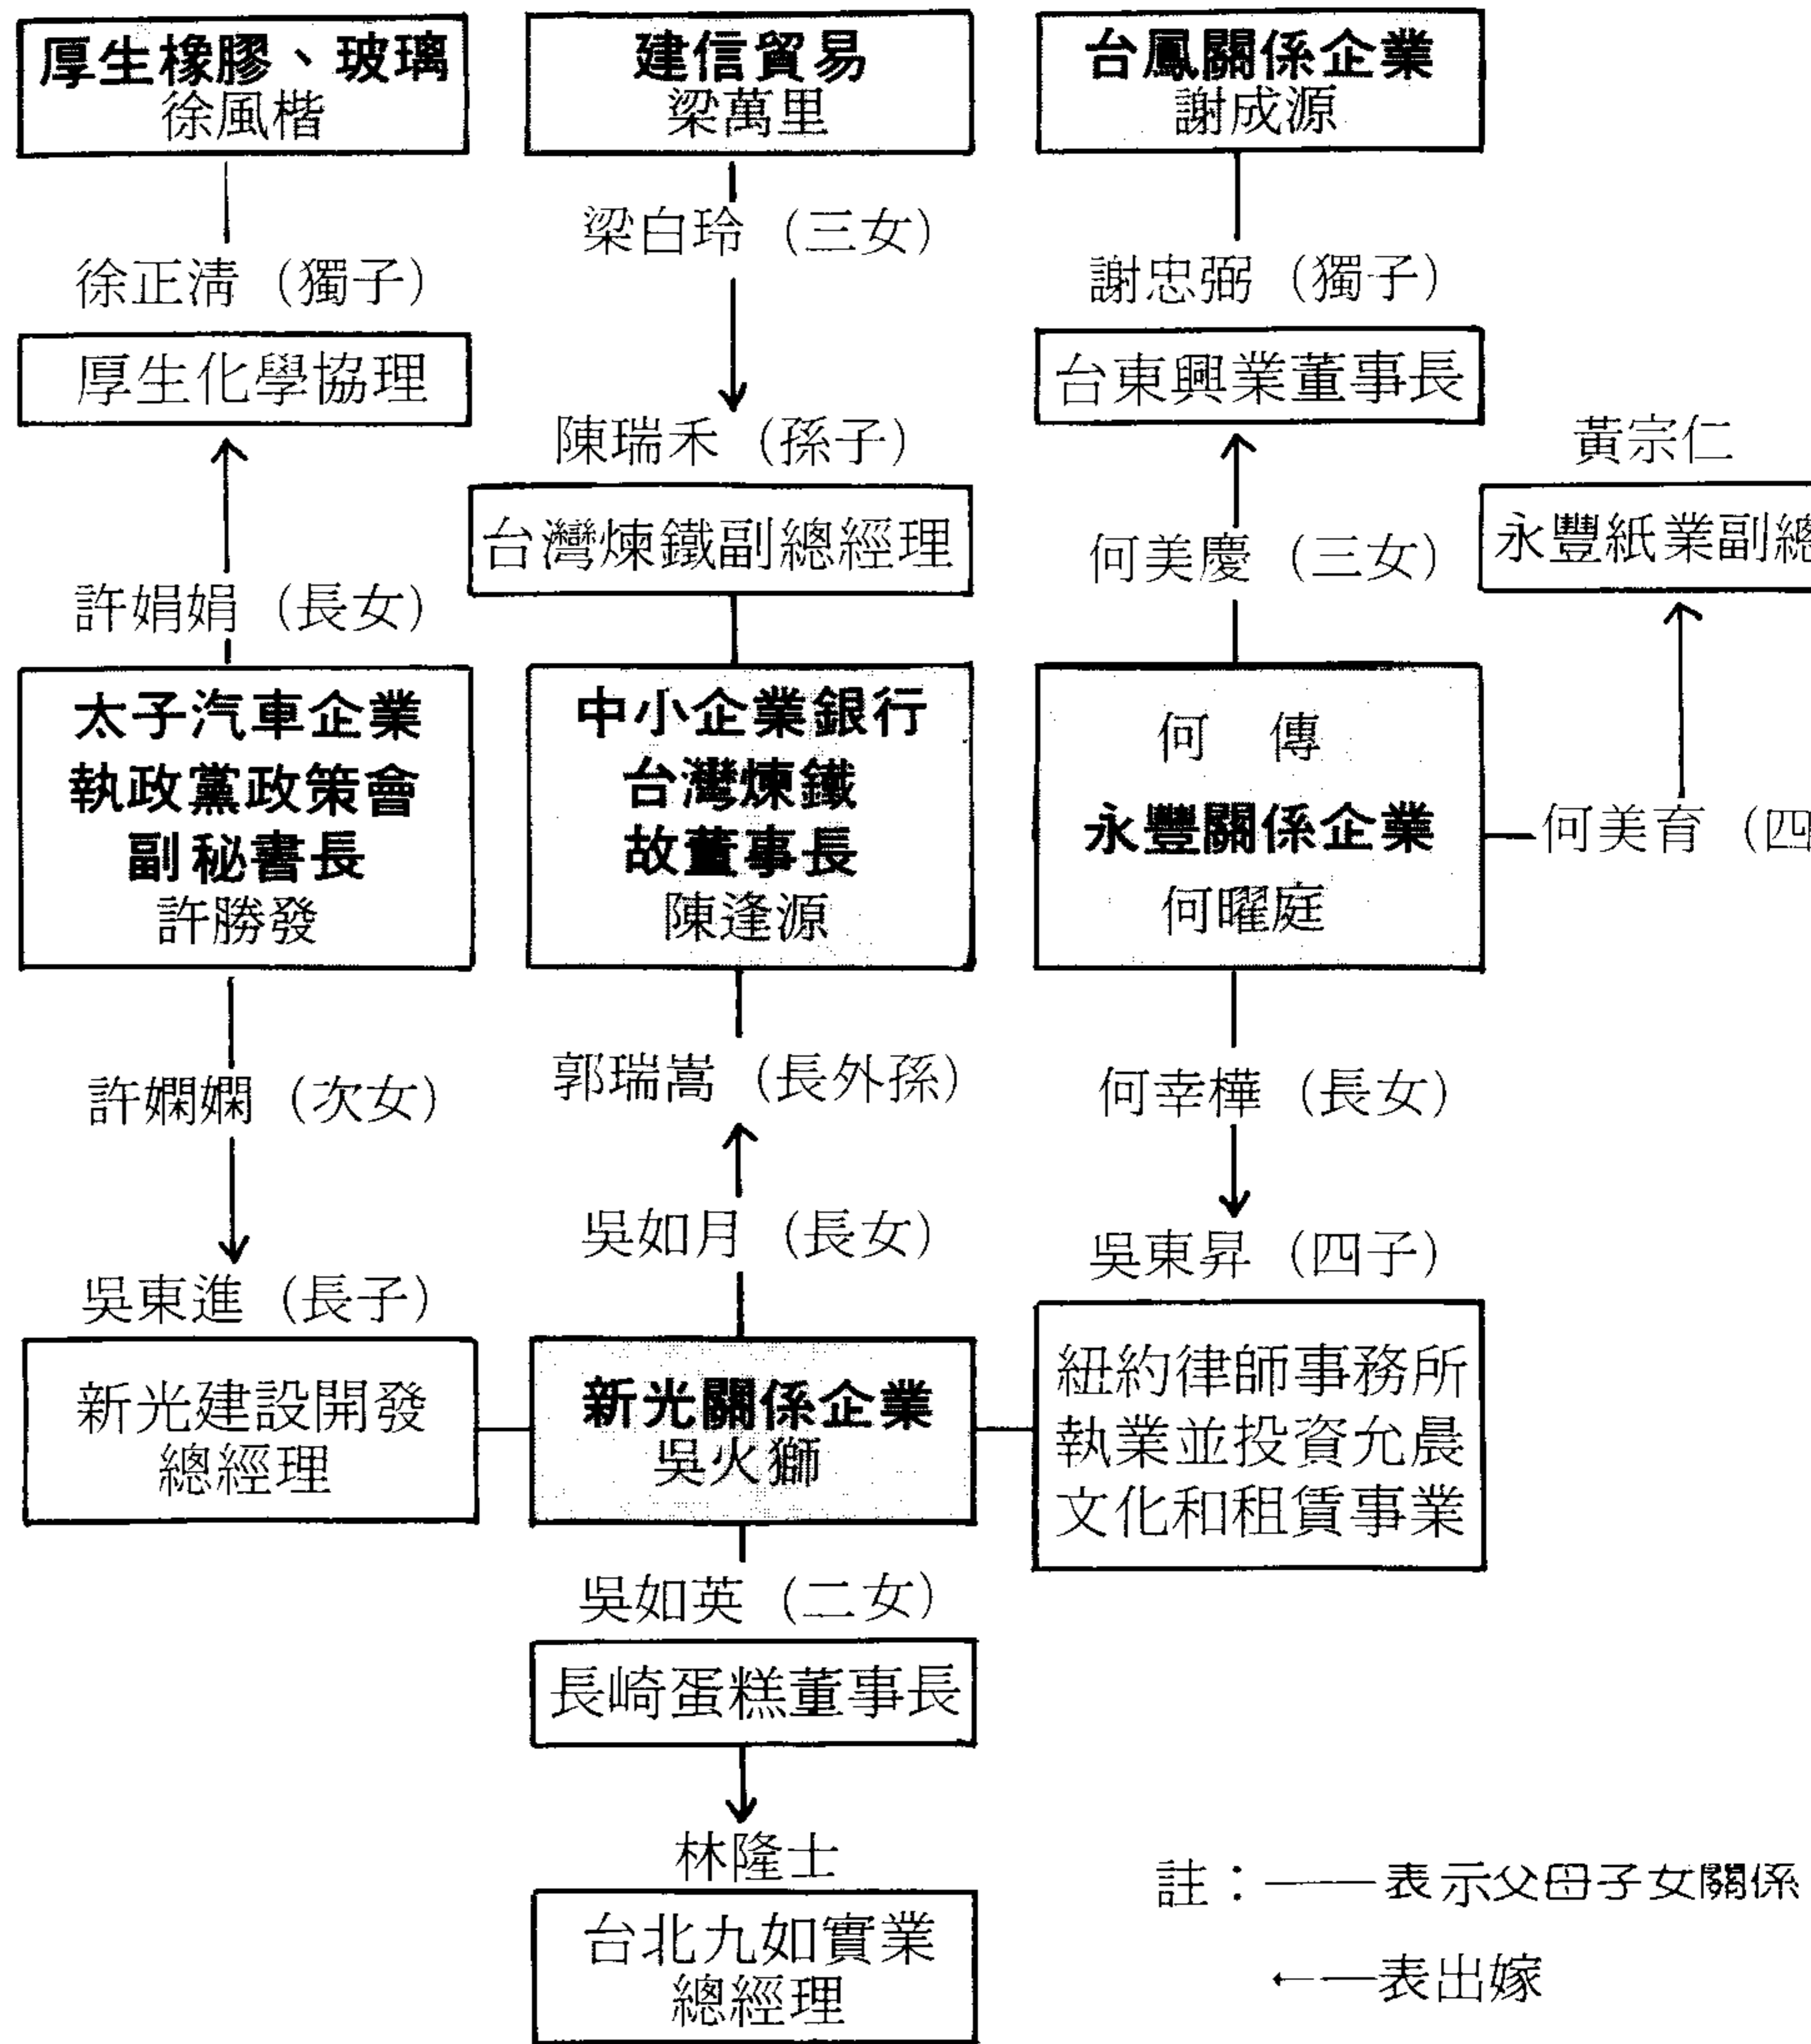 厚生橡膠、玻璃
徐風楷
徐正淸（獨子）
厚生化學協理
許娟娟（長女）
太子汽車企業
執政黨政策會
副秘書長
許勝發
許嫻嫻（次女）
吳東進（長子）
新光建設開發
總經理
建信貿易
梁萬里
梁白玲（三女）
陳瑞禾（孫子）
台灣煉鐵副總經理
中小企業銀行
台灣煉鐵
故董事長
陳逢源
郭瑞嵩（長外孫）
吳如月（長女）
新光關係企業
吳火獅
吳如英（二女）
長崎蛋糕董事長
林隆士
台北九如實業
總經理
台鳳關係企業
謝成源
謝忠弼（獨子）
台東興業董事長
何美慶（三女）
何　傳
永豐關係企業
何曜庭
何幸樺（長女）
吳東昇（四子）
紐約律師事務所
執業並投資允晨
文化和租賃事業
黃宗仁
永豐紙業副總
何美育（四
註：——表示父母子女關係
←—表出嫁